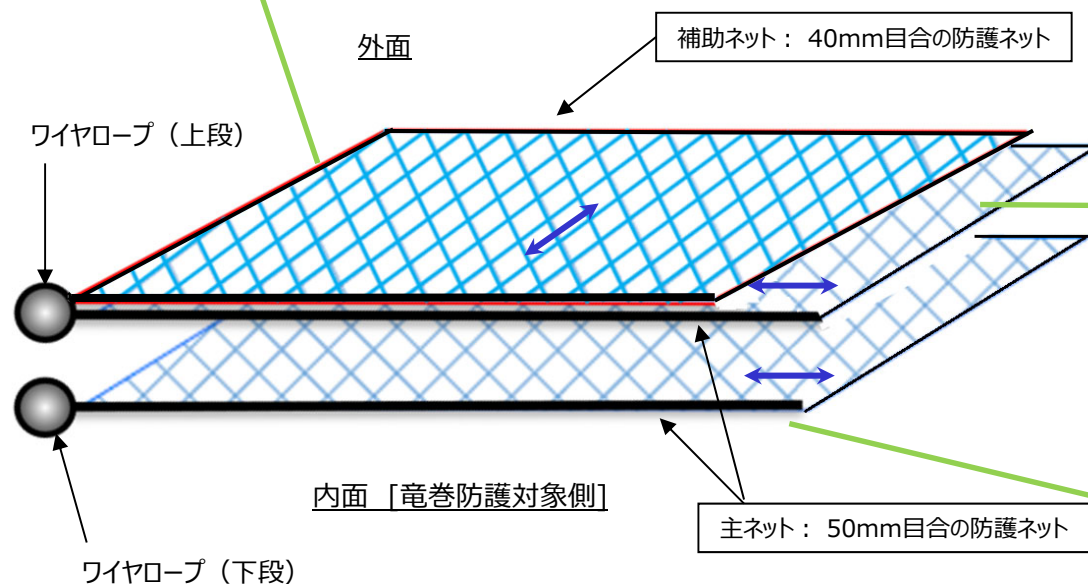 外面
補助ネット： 40mm目合の防護ネット
ワイヤロープ（上段）
内面 [竜巻防護対象側]
主ネット： 50mm目合の防護ネット
ワイヤロープ（下段）